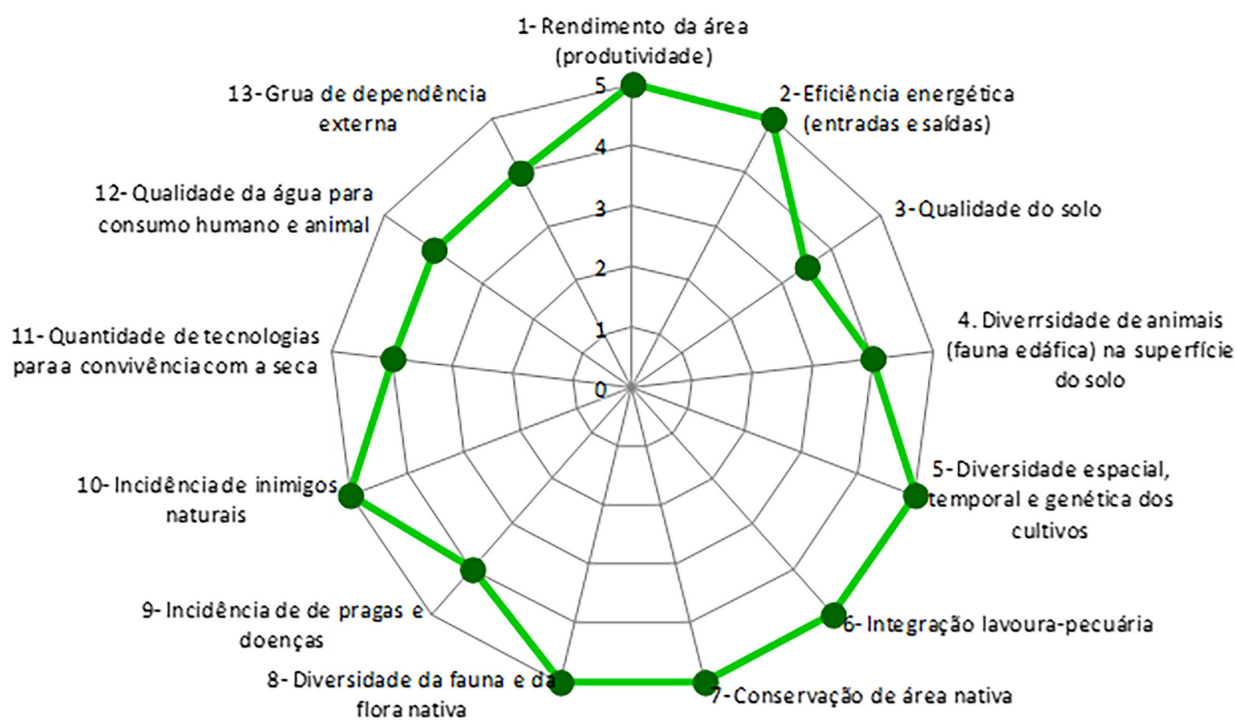 1- Rendimento da área
(produtividade)
2-Eficiência energética
(entradas e saídas)
3-Qualidade do solo
4. Diverrsidade de animais
(fauna edáfica) na superfície
do solo
5-Diversidade espacial,
temporal e genética dos
cultivos
6-Integração lavoura-pecuária
7-Conservação de área nativa
8- Diversidade da fauna e da
flora nativa
9- Incidência de de pragas e
doenças
10- Incidência de inimigos
naturais
11- Quantidade de tecnologias
para a convivência com a seca
12- Qualidade da água para
consumo humano e animal
13-Grua de dependência
externa
5
4
3
2
1
0